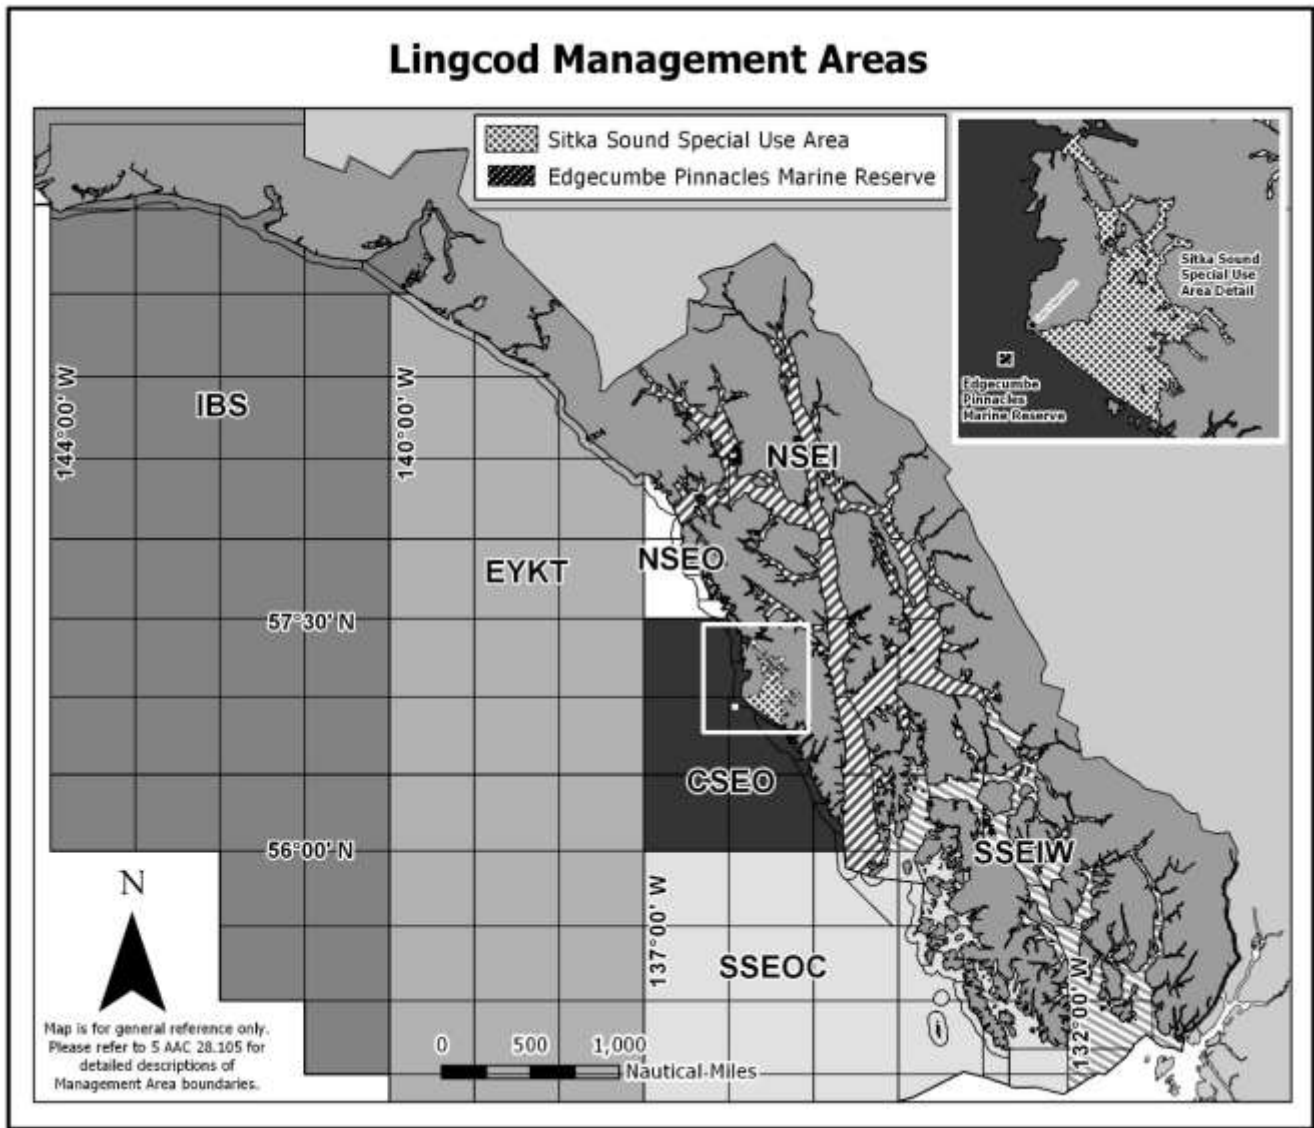 Lingcod Management Areas
Sitka Sound Special Use Area
Edgecumbe Pinnacles Marine Reserve
Sitka Sound
Special Use
Area Detail
Edgecumbe
Pinnacles
Marine Reserve
144°00' W
IBS
140°00' W
NSEI
EYKT
NSEO
57°30' N
CSEO
56°00' N
SSEIW
137°00' W
SSEOC
132°00' W
N
Map is for general reference only.
Please refer to 5 AAC 28.105 for
detailed descriptions of
Management Area boundaries.
0 500 1,000
Nautical Miles